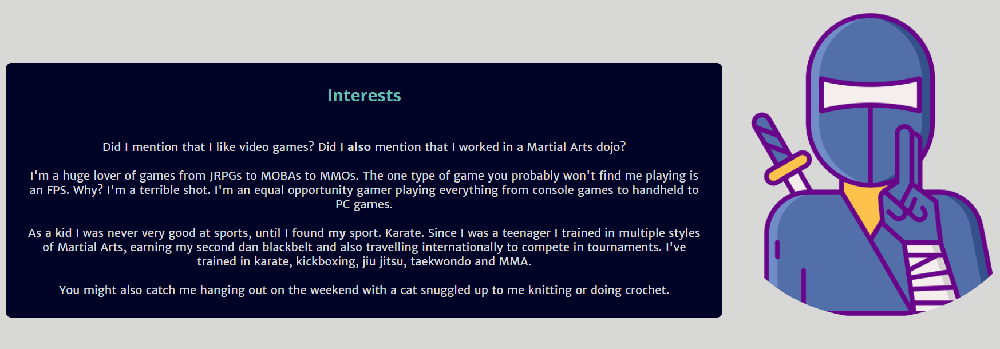 Interests
Did I mention that I like video games? Did I also mention that I worked in a Martial Arts dojo?
I'm a huge lover of games from JRPGs to MOBAs to MMOs. The one type of game you probably won't find me playing is
an FPS. Why? I'm a terrible shot. I'm an equal opportunity gamer playing everything from console games to handheld to
PC games.
As a kid I was never very good at sports, until I found my sport. Karate. Since I was a teenager I trained in multiple styles
of Martial Arts, earning my second dan blackbelt and also travelling internationally to compete in tournaments. I've
trained in karate, kickboxing, jiu jitsu, taekwondo and MMA.
You might also catch me hanging out on the weekend with a cat snuggled up to me knitting or doing crochet.